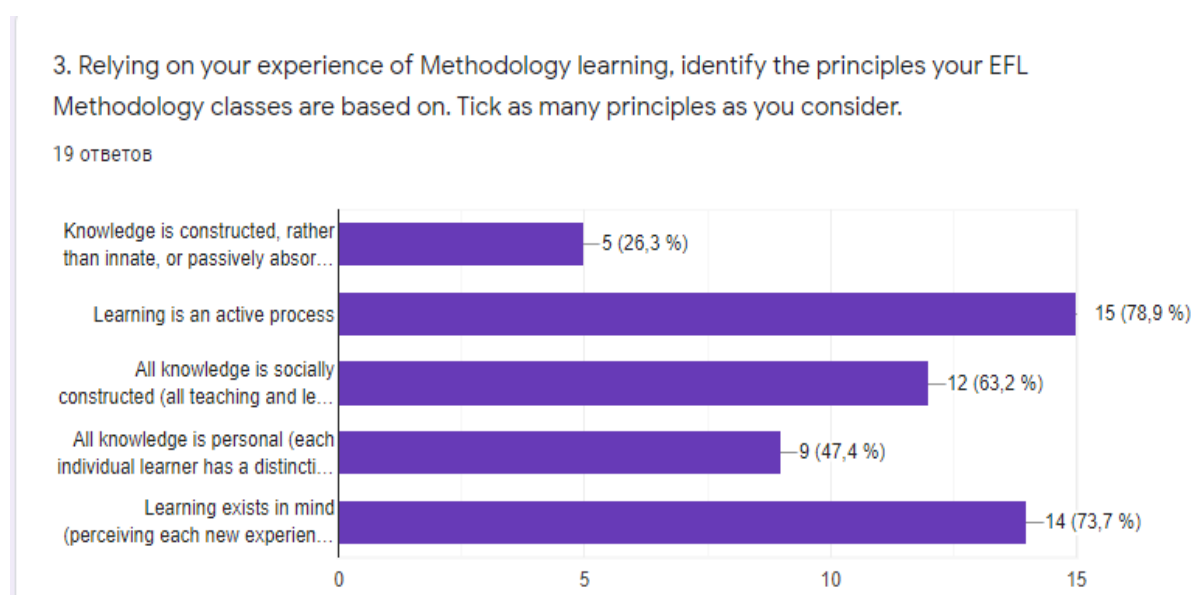 3. Relying on your experience of Methodology learning, identify the principles your EFL
Methodology classes are based on. Tick as many principles as you consider.
19 ответов
Knowledge is constructed, rather
than innate, or passively absor...
5 (26,3 %)
Learning is an active process
15 (78,9 %)
All knowledge is socially
constructed (all teaching and le...
12 (63,2 %)
All knowledge is personal (each
individual learner has a distincti...
9 (47,4 %)
Learning exists in mind
(perceiving each new experien...
14 (73,7 %)
0 5 10 15